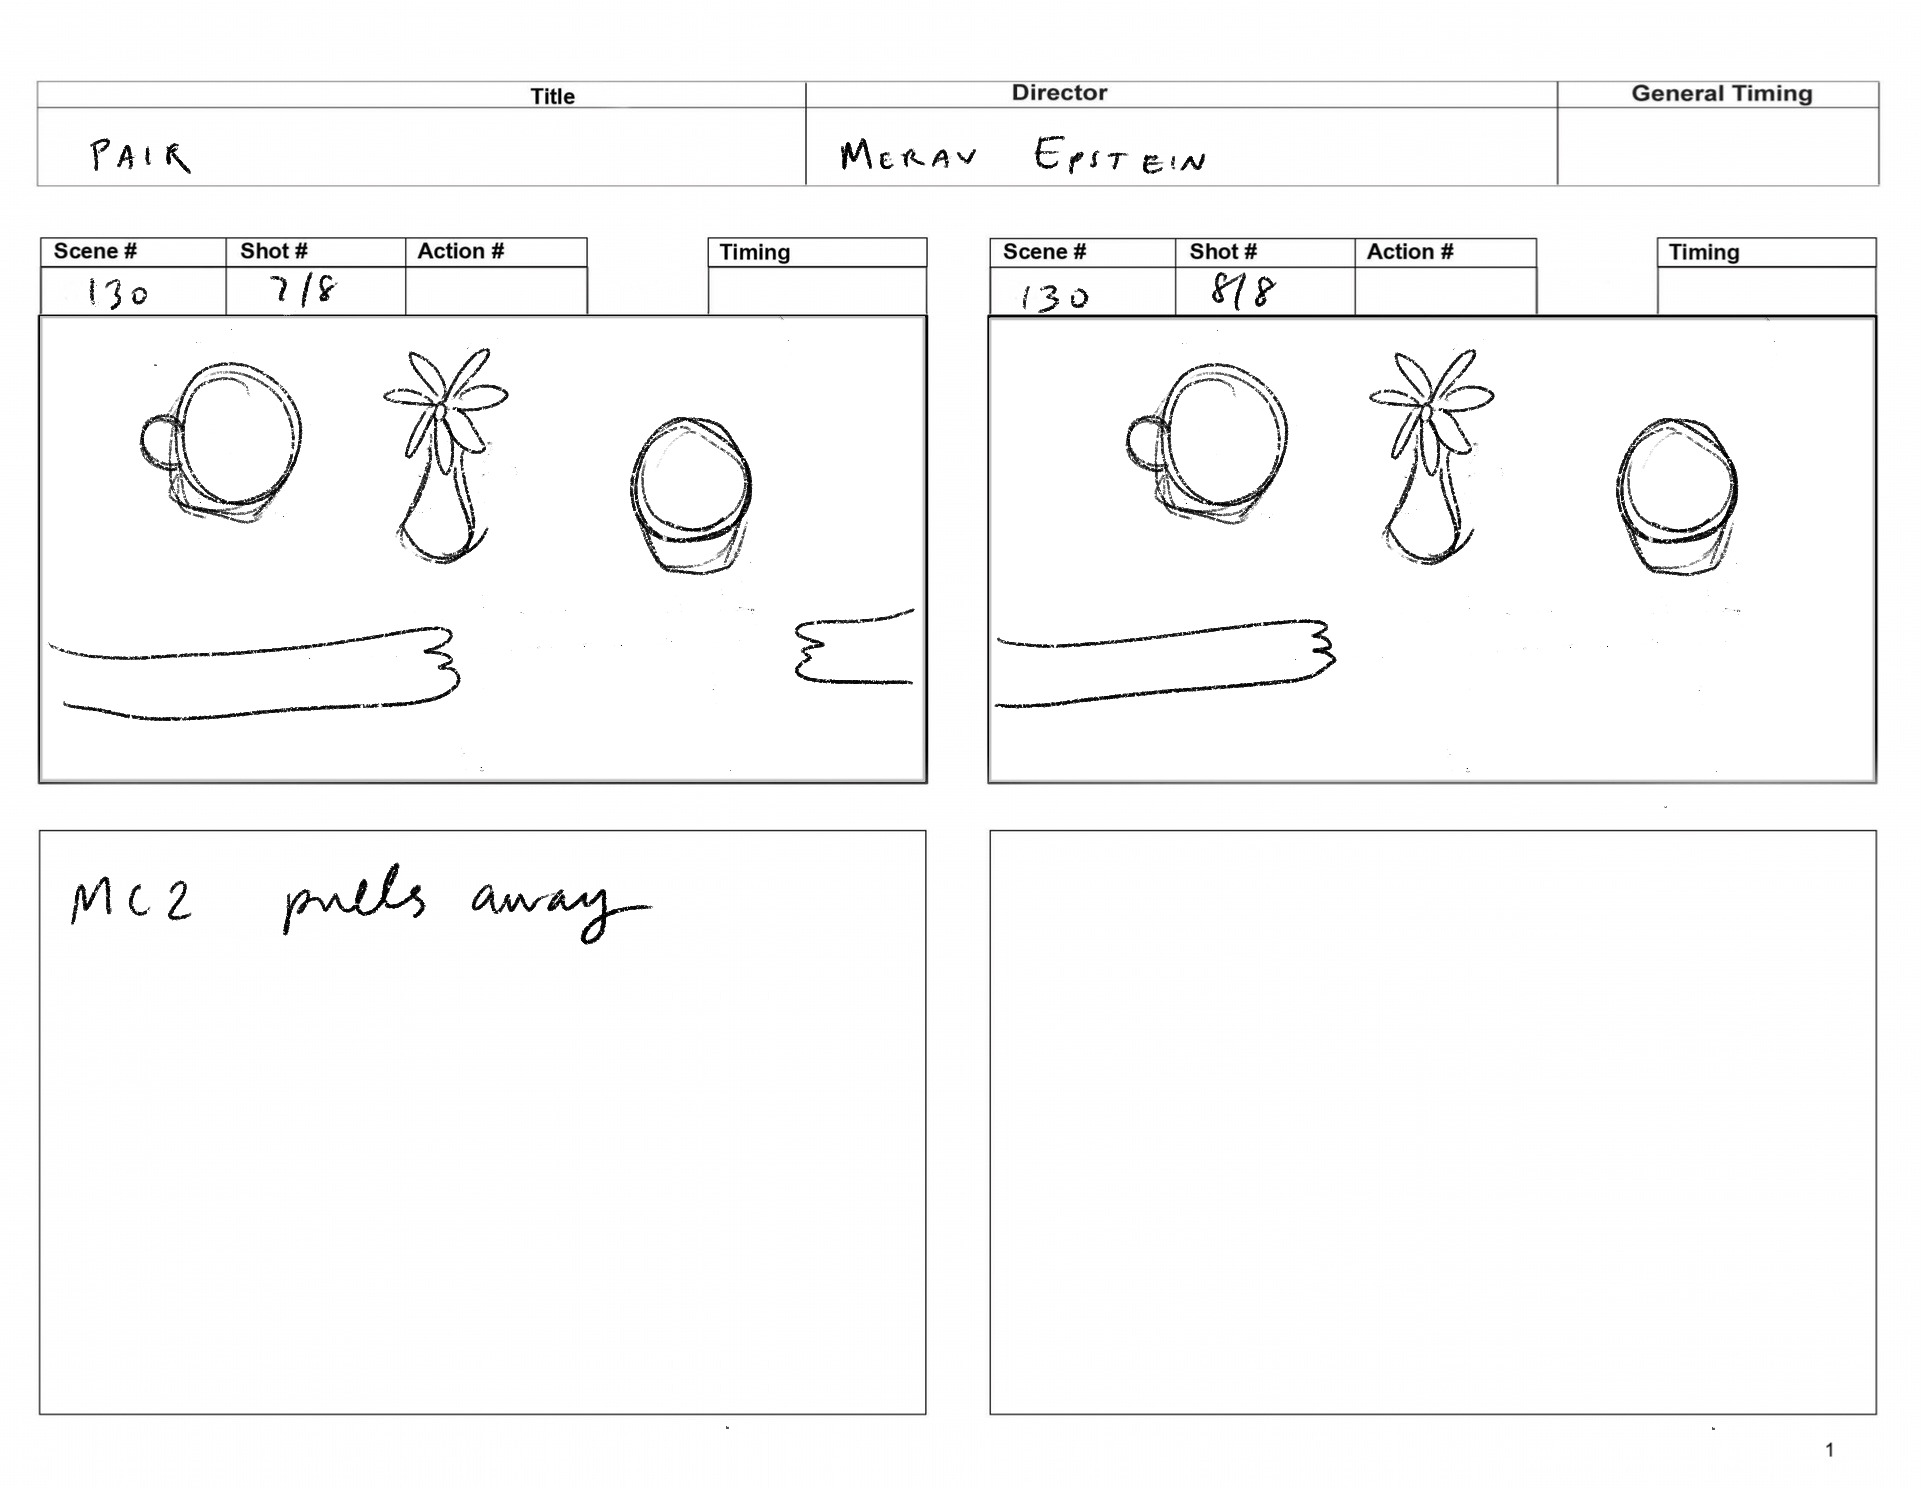 Title Director General Timing
PAIR MERAV EPSTEIN
Scene # Shot # Action # Timing
130 7/8
Scene # Shot # Action # Timing
130 8/8
MC2 pulls away
1